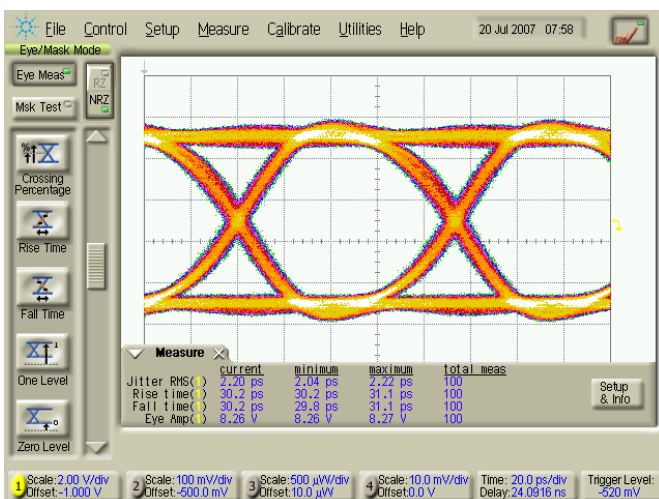 File Control Setup Measure Calibrate Utilities Help 20 Jul 2007 07:58
Eye/Mask Mode
Eye Meas
RZ
NRZ
Msk Test
Crossing
Percentage
Rise Time
Fall Time
One Level
Zero Level
Measure
current minimum maximum total meas
Jitter RMS(1) 2.20 ps 2.04 ps 2.22 ps 100
Rise time(1) 30.2 ps 30.2 ps 31.1 ps 100
Fall time(1) 30.2 ps 29.8 ps 31.1 ps 100
Eye Amp(1) 8.26 V 8.26 V 8.27 V 100
Setup
& Info
1 Scale:2.00 V/div
Offset:-1.000 V
2 Scale:100 mV/div
Offset:-500.0 mV
3 Scale:500 µW/div
Offset:10.0 µW
4 Scale:10.0 mV/div
Offset:0.0 V
Time: 20.0 ps/div
Delay:24.0916 ns
Trigger Level:
-520 mV